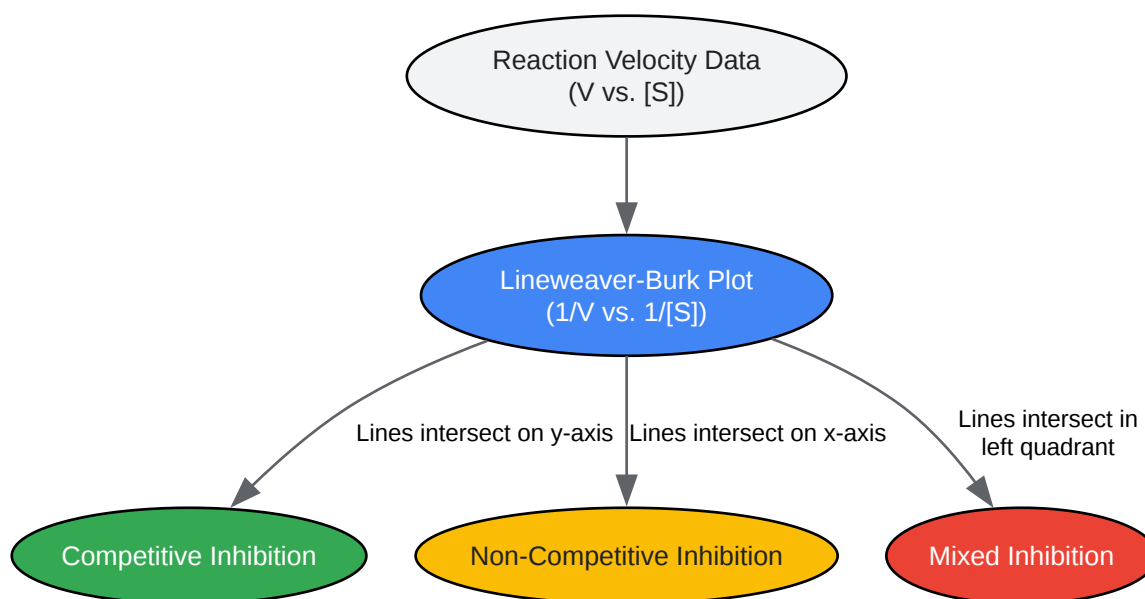 Reaction Velocity Data
(V vs. [S])
Lineweaver-Burk Plot
(1/V vs. 1/[S])
Lines intersect on y-axis
Lines intersect on x-axis
Lines intersect in
left quadrant
Competitive Inhibition
Non-Competitive Inhibition
Mixed Inhibition